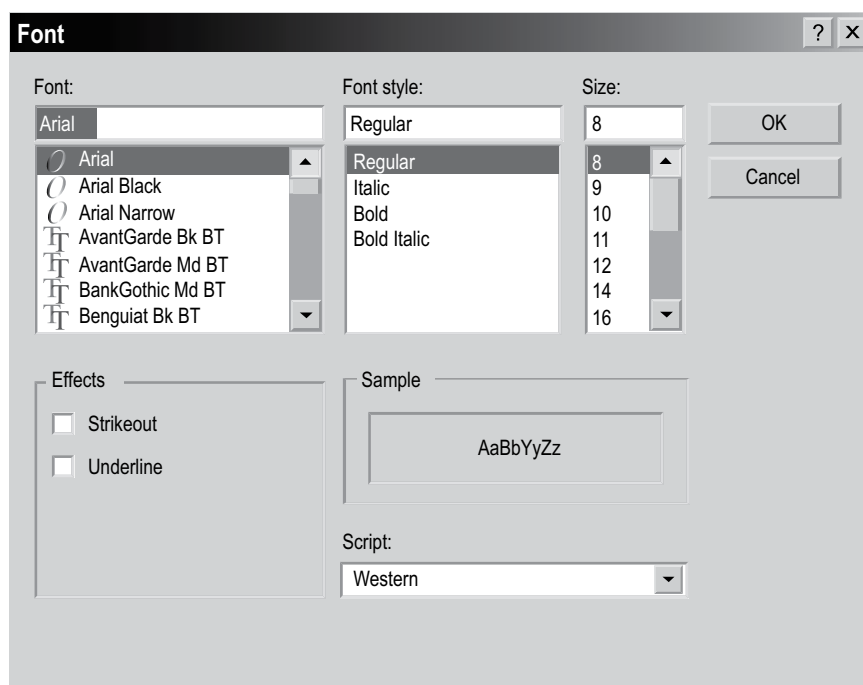 Font ? X
Font:
Arial
Arial
Arial Black
Arial Narrow
AvantGarde Bk BT
AvantGarde Md BT
BankGothic Md BT
Benguiat Bk BT
Font style:
Regular
Regular
Italic
Bold
Bold Italic
Size:
8
8
9
10
11
12
14
16
OK
Cancel
Effects
Strikeout
Underline
Sample
AaBbYyZz
Script:
Western